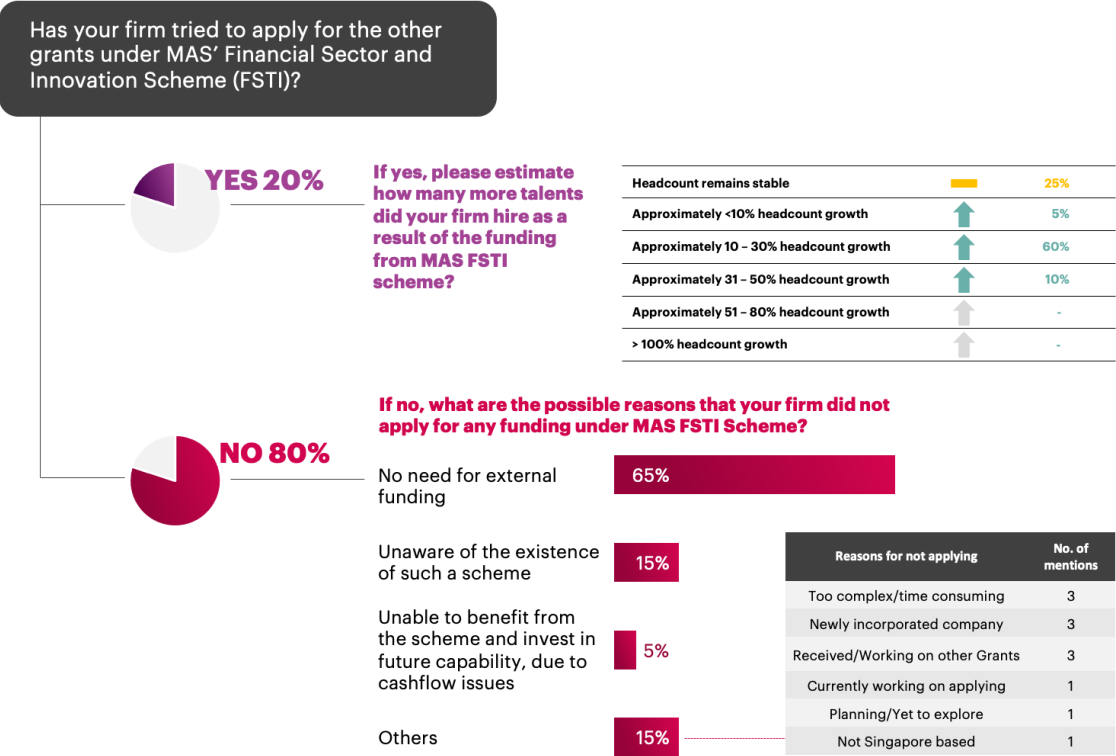 Has your firm tried to apply for the other
grants under MAS’ Financial Sector and
Innovation Scheme (FSTI)?
YES 20%
If yes, please estimate
how many more talents
did your firm hire as a
result of the funding
from MAS FSTI
scheme?
Headcount remains stable 25%
Approximately <10% headcount growth 5%
Approximately 10 – 30% headcount growth 60%
Approximately 31 – 50% headcount growth 10%
Approximately 51 – 80% headcount growth -
> 100% headcount growth -
NO 80%
If no, what are the possible reasons that your firm did not
apply for any funding under MAS FSTI Scheme?
No need for external
funding
65%
Unaware of the existence
of such a scheme
15%
Unable to benefit from
the scheme and invest in
future capability, due to
cashflow issues
5%
Others
15%
Reasons for not applying No. of
mentions
Too complex/time consuming 3
Newly incorporated company 3
Received/Working on other Grants 3
Currently working on applying 1
Planning/Yet to explore 1
Not Singapore based 1